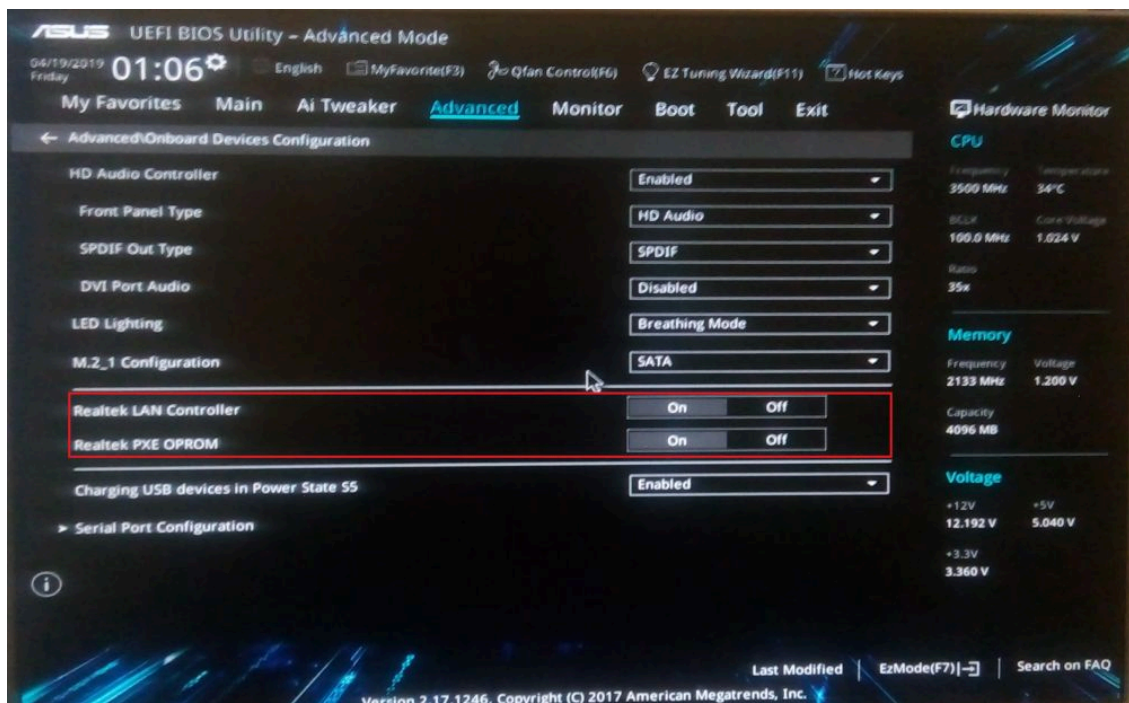 ASUS UEFI BIOS Utility – Advanced Mode
04/19/2019
Friday
01:06
English MyFavorite(F3) Qfan Control(F6) EZ Tuning Wizard(F11) ? Hot Keys
My Favorites Main Ai Tweaker Advanced Monitor Boot Tool Exit
← Advanced\Onboard Devices Configuration
HD Audio Controller Enabled
Front Panel Type HD Audio
SPDIF Out Type SPDIF
DVI Port Audio Disabled
LED Lighting Breathing Mode
M.2_1 Configuration SATA
Realtek LAN Controller On Off
Realtek PXE OPROM On Off
Charging USB devices in Power State S5 Enabled
> Serial Port Configuration
Hardware Monitor
CPU
Frequency Temperature
3500 MHz 34°C
BCLK Core Voltage
100.0 MHz 1.024 V
Ratio
35x
Memory
Frequency Voltage
2133 MHz 1.200 V
Capacity
4096 MB
Voltage
+12V +5V
12.192 V 5.040 V
+3.3V
3.360 V
Last Modified EzMode(F7) Search on FAQ
Version 2.17.1246. Copyright (C) 2017 American Megatrends, Inc.